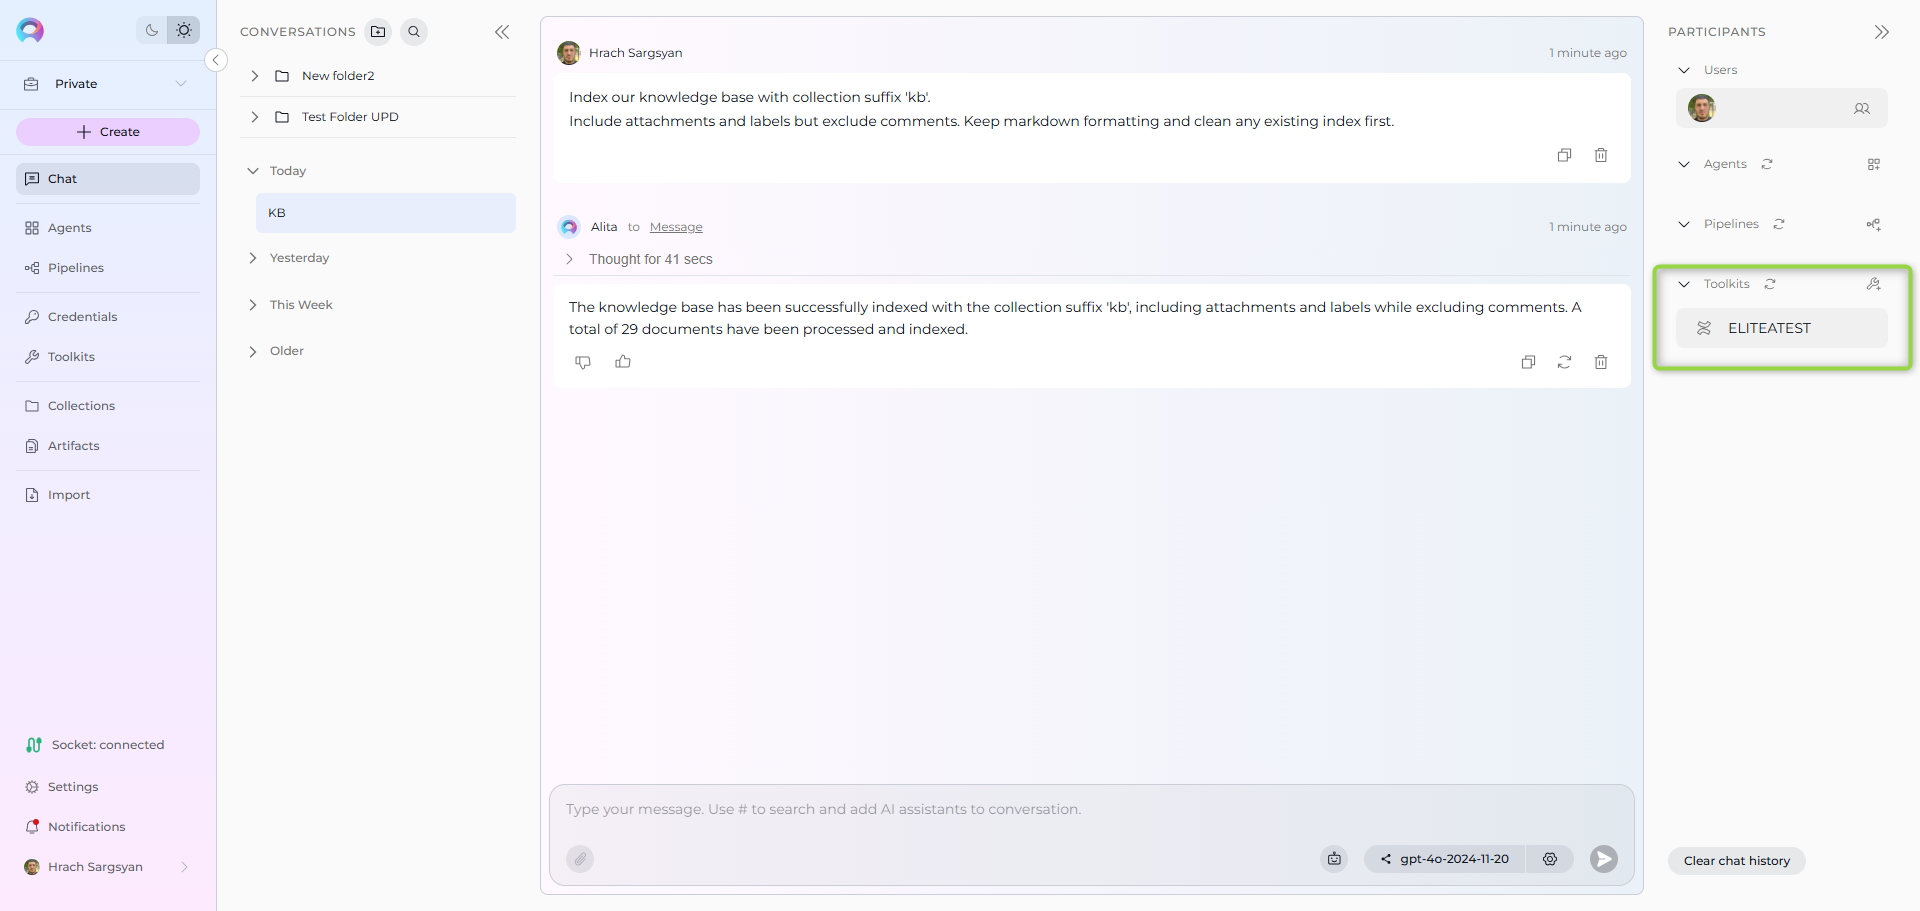 Private
Create
Chat
Agents
Pipelines
Credentials
Toolkits
Collections
Artifacts
Import
Socket: connected
Settings
Notifications
Hrach Sargsyan
CONVERSATIONS
New folder2
Test Folder UPD
Today
KB
Yesterday
This Week
Older
Hrach Sargsyan
1 minute ago
Index our knowledge base with collection suffix 'kb'.
Include attachments and labels but exclude comments. Keep markdown formatting and clean any existing index first.
Alita to Message
1 minute ago
Thought for 41 secs
The knowledge base has been successfully indexed with the collection suffix 'kb', including attachments and labels while excluding comments. A
total of 29 documents have been processed and indexed.
Type your message. Use # to search and add AI assistants to conversation.
gpt-4o-2024-11-20
PARTICIPANTS
Users
Agents
Pipelines
Toolkits
ELITEATEST
Clear chat history